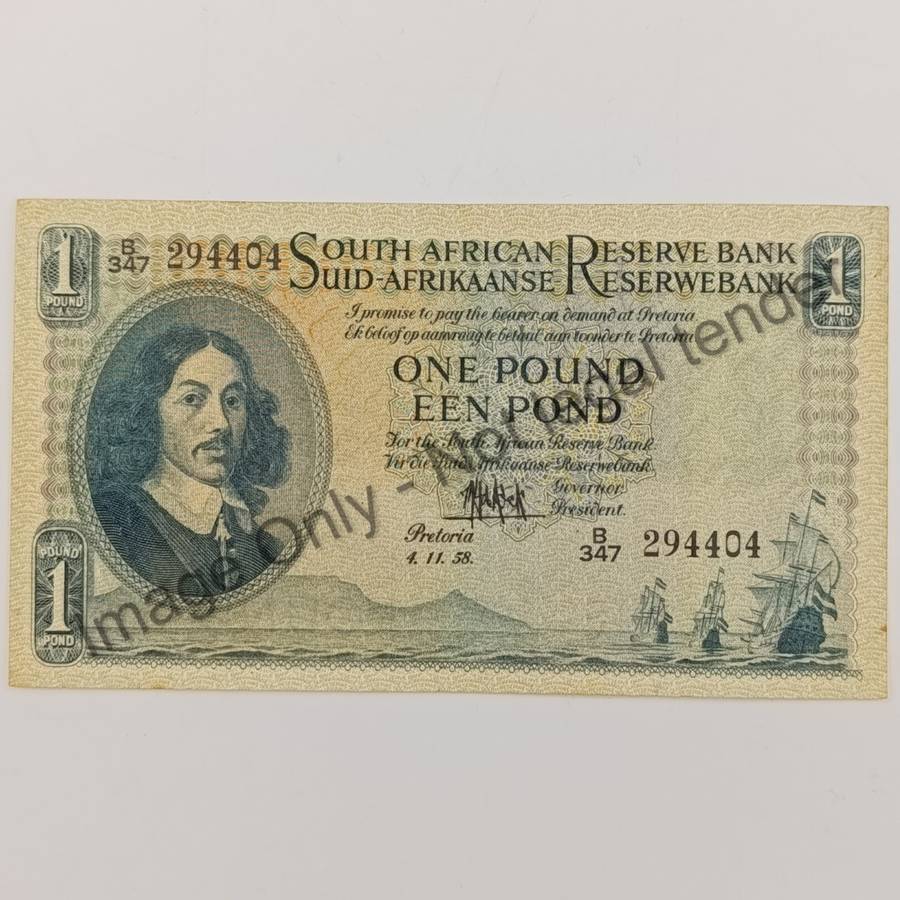 1 POUND
B/347 294404
SOUTH AFRICAN RESERVE BANK
SUID-AFRIKAANSE RESERWEBANK
1 POND
I promise to pay the bearer on demand at Pretoria
Ek beloof op aanvraag te betaal aan toonder te Pretoria
ONE POUND
EEN POND
For the South African Reserve Bank
Vir die Suid-Afrikaanse Reserwebank
Governor
President.
Pretoria
4. 11. 58.
B/347 294404
POUND
1
POND
Image Only - Not legal tender